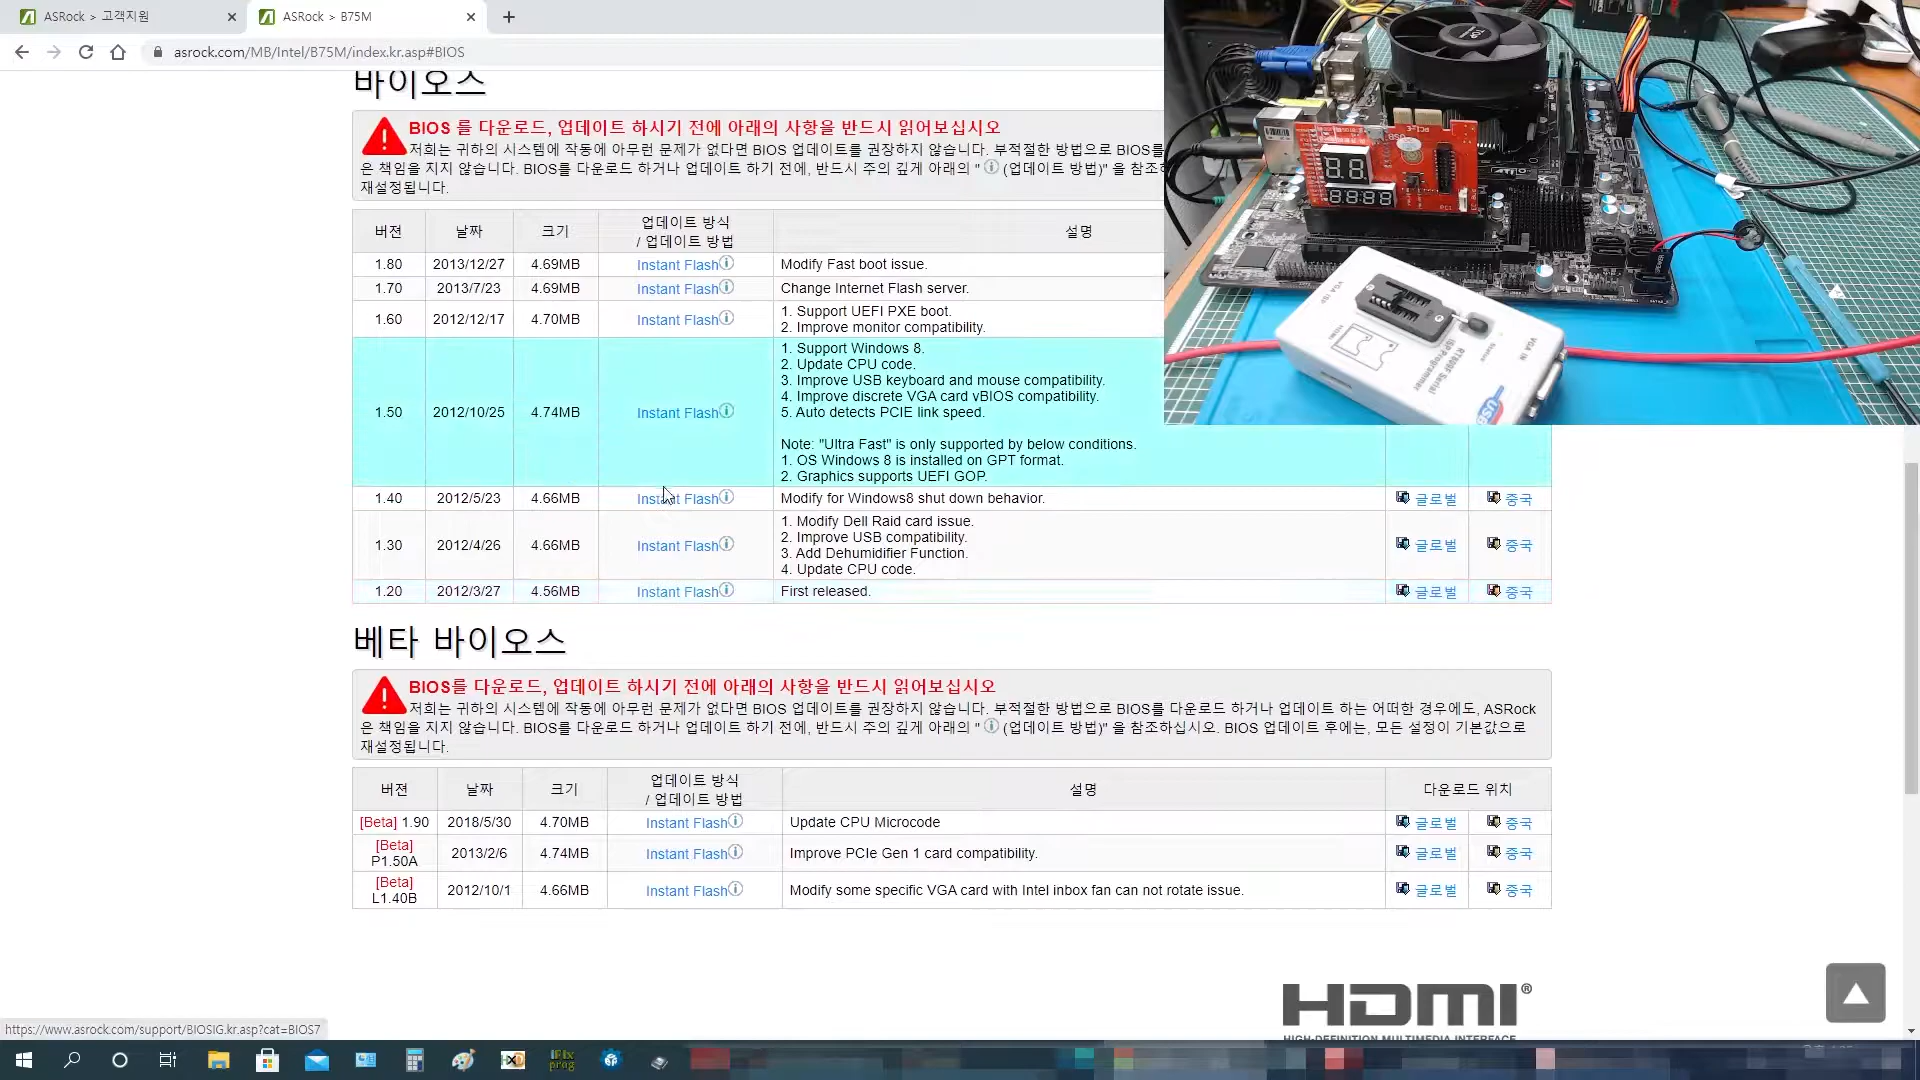 ASRock > 고객지원
ASRock > B75M
asrock.com/MB/Intel/B75M/index.kr.asp#BIOS
바이오스
BIOS 를 다운로드, 업데이트 하시기 전에 아래의 사항을 반드시 읽어보십시오
저희는 귀하의 시스템에 작동에 아무런 문제가 없다면 BIOS 업데이트를 권장하지 않습니다. 부적절한 방법으로 BIOS를
은 책임을 지지 않습니다. BIOS를 다운로드 하거나 업데이트 하기 전에, 반드시 주의 깊게 아래의 " (업데이트 방법)" 을 참조하
재설정됩니다.
버젼 날짜 크기 업데이트 방식 / 업데이트 방법 설명
1.80 2013/12/27 4.69MB Instant Flash Modify Fast boot issue.
1.70 2013/7/23 4.69MB Instant Flash Change Internet Flash server.
1.60 2012/12/17 4.70MB Instant Flash 1. Support UEFI PXE boot.
2. Improve monitor compatibility.
1. Support Windows 8.
2. Update CPU code.
3. Improve USB keyboard and mouse compatibility.
4. Improve discrete VGA card vBIOS compatibility.
1.50 2012/10/25 4.74MB Instant Flash 5. Auto detects PCIE link speed.
Note: "Ultra Fast" is only supported by below conditions.
1. OS Windows 8 is installed on GPT format.
2. Graphics supports UEFI GOP.
1.40 2012/5/23 4.66MB Instant Flash Modify for Windows8 shut down behavior. 글로벌 중국
1. Modify Dell Raid card issue.
2. Improve USB compatibility.
1.30 2012/4/26 4.66MB Instant Flash 글로벌 중국
3. Add Dehumidifier Function.
4. Update CPU code.
1.20 2012/3/27 4.56MB Instant Flash First released. 글로벌 중국
베타 바이오스
BIOS를 다운로드, 업데이트 하시기 전에 아래의 사항을 반드시 읽어보십시오
저희는 귀하의 시스템에 작동에 아무런 문제가 없다면 BIOS 업데이트를 권장하지 않습니다. 부적절한 방법으로 BIOS를 다운로드 하거나 업데이트 하는 어떠한 경우에도, ASRock
은 책임을 지지 않습니다. BIOS를 다운로드 하거나 업데이트 하기 전에, 반드시 주의 깊게 아래의 " (업데이트 방법)" 을 참조하십시오. BIOS 업데이트 후에는, 모든 설정이 기본값으로
재설정됩니다.
버젼 날짜 크기 업데이트 방식 / 업데이트 방법 설명 다운로드 위치
[Beta] 1.90 2018/5/30 4.70MB Instant Flash Update CPU Microcode 글로벌 중국
[Beta] P1.50A 2013/2/6 4.74MB Instant Flash Improve PCIe Gen 1 card compatibility. 글로벌 중국
[Beta] L1.40B 2012/10/1 4.66MB Instant Flash Modify some specific VGA card with Intel inbox fan can not rotate issue. 글로벌 중국
HDMI®
HIGH-DEFINITION MULTIMEDIA INTERFACE
https://www.asrock.com/support/BIOSIG.kr.asp?cat=BIOS7
VGA ISP
RT809F Serial
ISP Programmer
VGA IN
USB